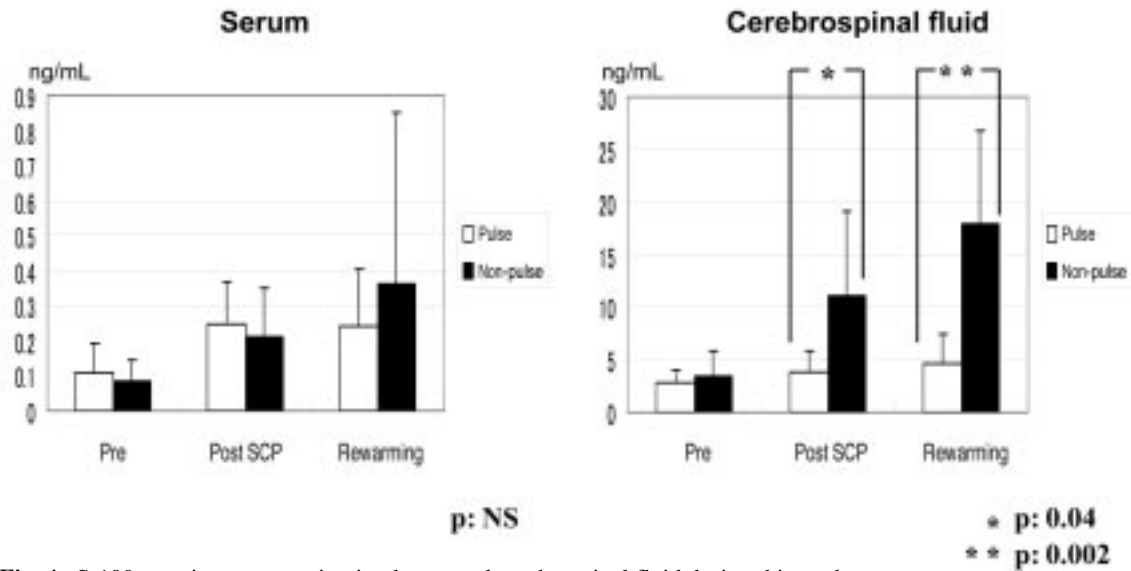 Serum
ng/mL
0.9
0.8
0.7
0.6
0.5
0.4
0.3
0.2
0.1
0
Pre
Post SCP
Rewarming
Pulse
Non-pulse
p: NS
Cerebrospinal fluid
ng/mL
* **
30
25
20
15
10
5
0
Pre
Post SCP
Rewarming
Pulse
Non-pulse
* p: 0.04
** p: 0.002